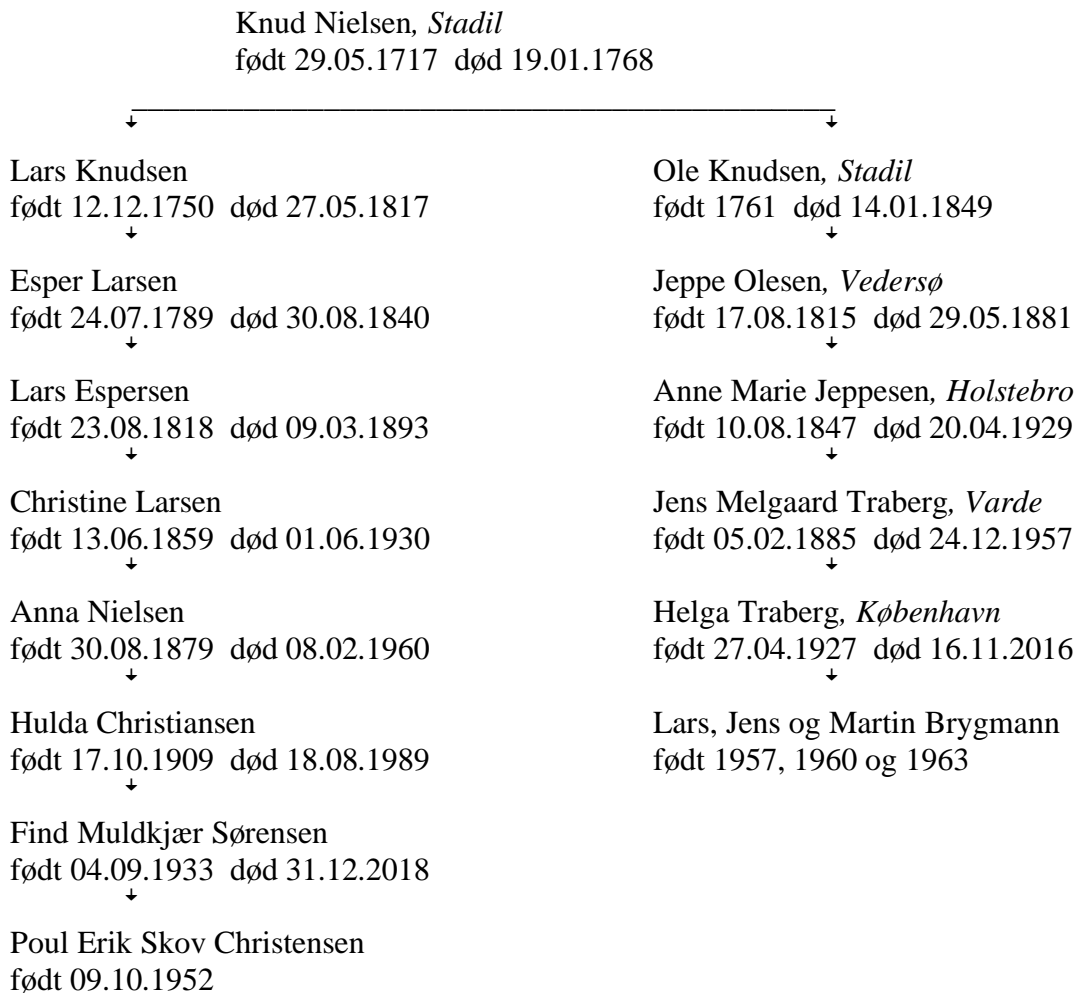 Knud Nielsen, Stadil
født 29.05.1717 død 19.01.1768
Lars Knudsen
født 12.12.1750 død 27.05.1817
Esper Larsen
født 24.07.1789 død 30.08.1840
Lars Espersen
født 23.08.1818 død 09.03.1893
Christine Larsen
født 13.06.1859 død 01.06.1930
Anna Nielsen
født 30.08.1879 død 08.02.1960
Hulda Christiansen
født 17.10.1909 død 18.08.1989
Find Muldkjær Sørensen
født 04.09.1933 død 31.12.2018
Poul Erik Skov Christensen
født 09.10.1952
Ole Knudsen, Stadil
født 1761 død 14.01.1849
Jeppe Olesen, Vedersø
født 17.08.1815 død 29.05.1881
Anne Marie Jeppesen, Holstebro
født 10.08.1847 død 20.04.1929
Jens Melgaard Traberg, Varde
født 05.02.1885 død 24.12.1957
Helga Traberg, København
født 27.04.1927 død 16.11.2016
Lars, Jens og Martin Brygmann
født 1957, 1960 og 1963